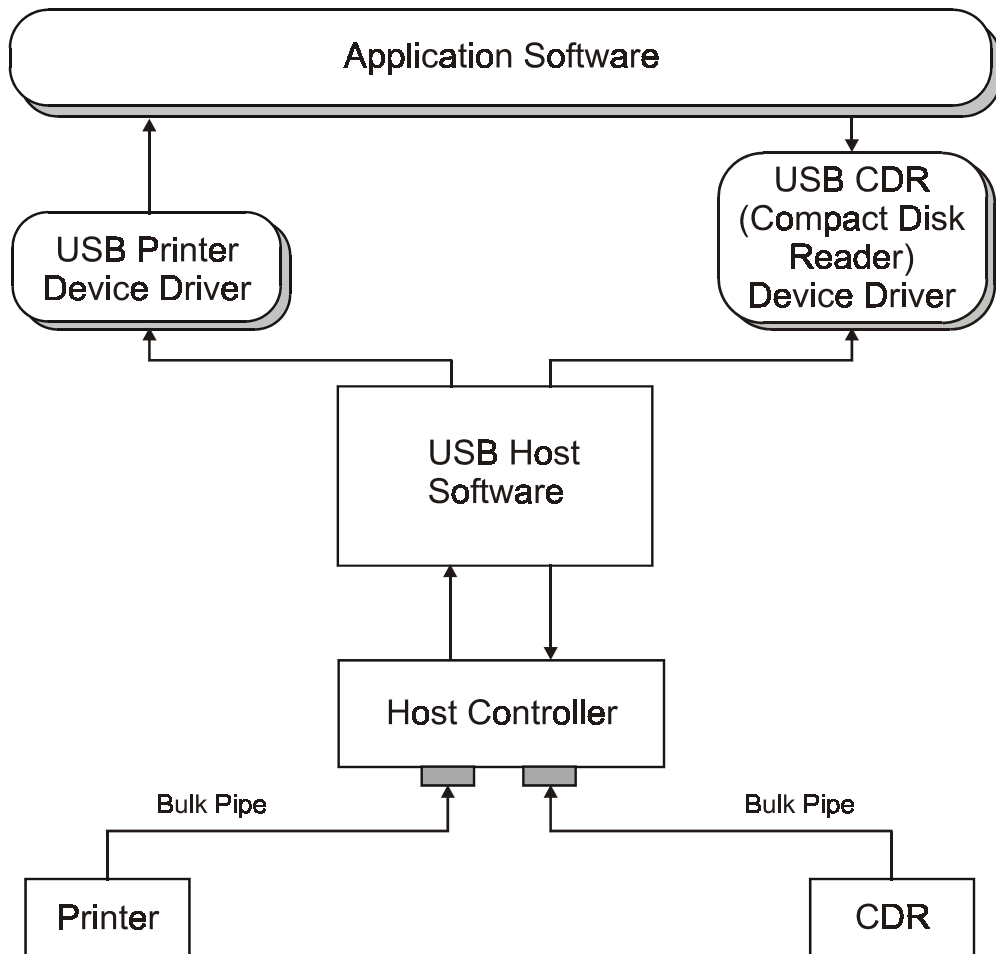 Application Software
USB Printer
Device Driver
USB CDR
(Compact Disk
Reader)
Device Driver
USB Host
Software
Host Controller
Bulk Pipe
Bulk Pipe
Printer
CDR